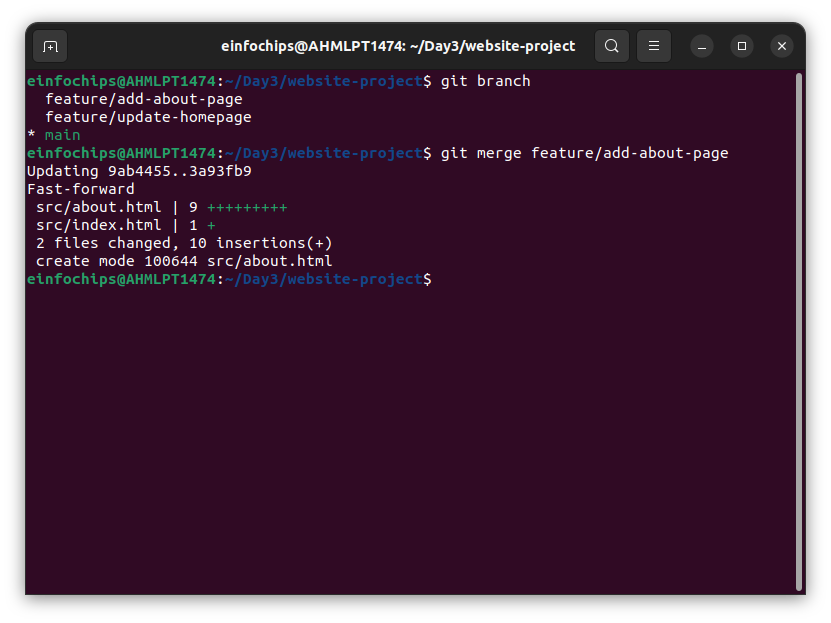 einfochips@AHMLPT1474: ~/Day3/website-project
einfochips@AHMLPT1474:~/Day3/website-project$ git branch
  feature/add-about-page
  feature/update-homepage
* main
einfochips@AHMLPT1474:~/Day3/website-project$ git merge feature/add-about-page
Updating 9ab4455..3a93fb9
Fast-forward
 src/about.html | 9 +++++++++
 src/index.html | 1 +
 2 files changed, 10 insertions(+)
 create mode 100644 src/about.html
einfochips@AHMLPT1474:~/Day3/website-project$